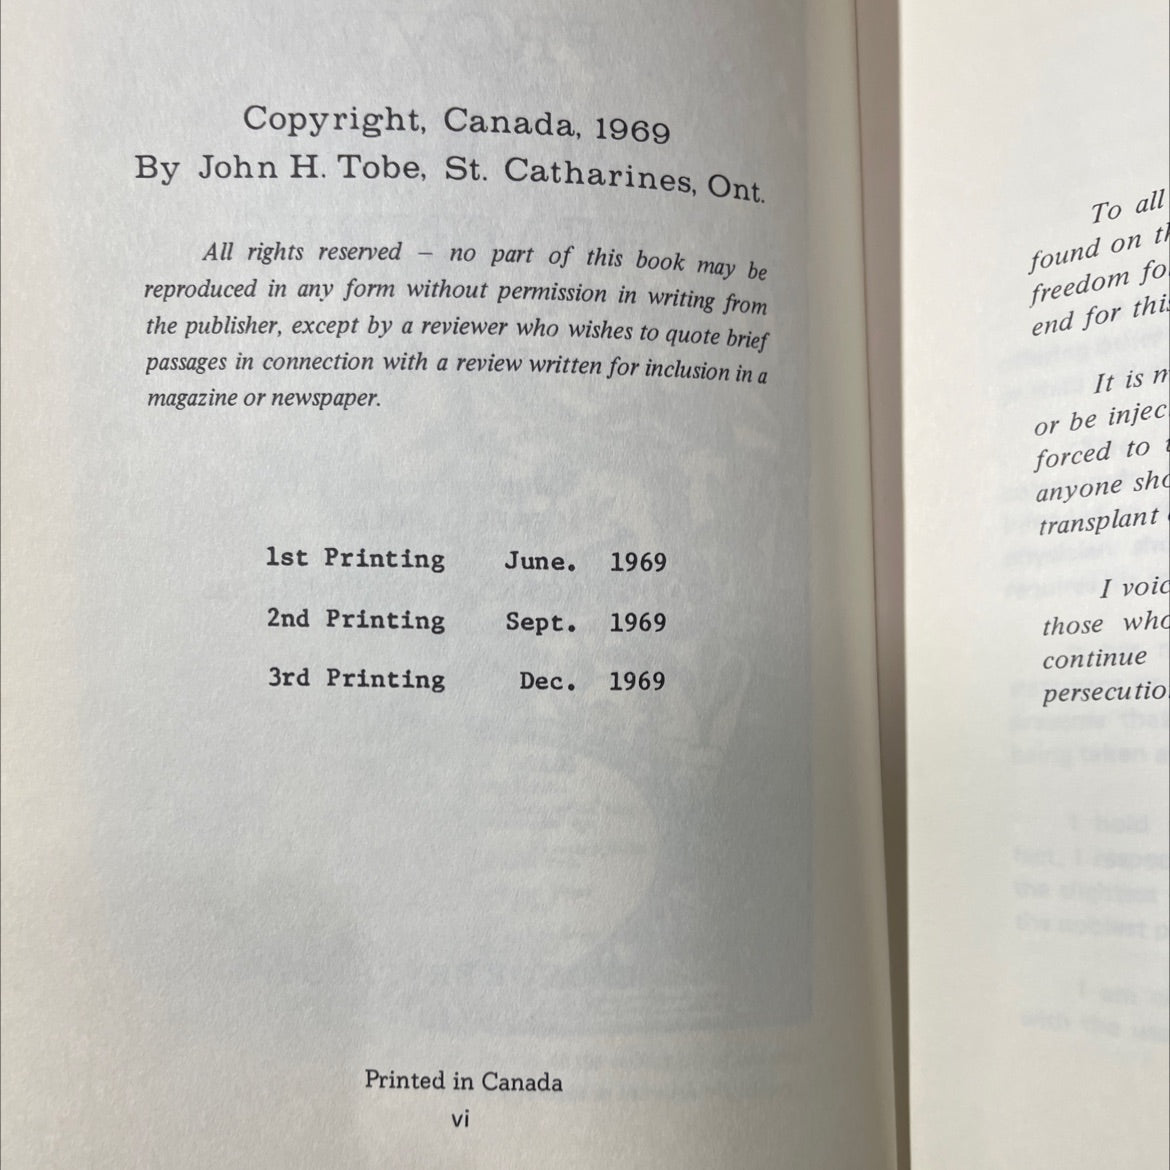 Copyright, Canada, 1969
By John H. Tobe, St. Catharines, Ont.
All rights reserved – no part of this book may be
reproduced in any form without permission in writing from
the publisher, except by a reviewer who wishes to quote brief
passages in connection with a review written for inclusion in a
magazine or newspaper.
1st Printing June. 1969
2nd Printing Sept. 1969
3rd Printing Dec. 1969
Printed in Canada
vi
To all
found on
freedom
end for
It is
or be
forced to
anyone
transplant
I
those
continue